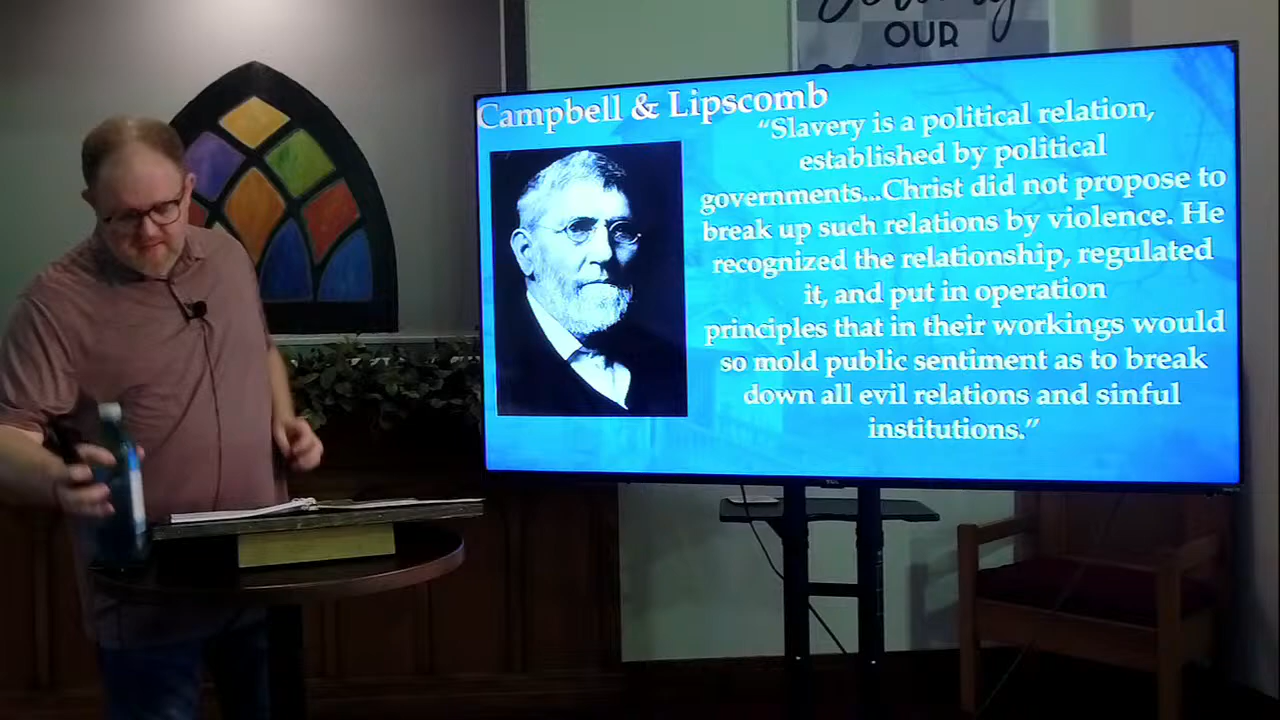 OUR
Campbell & Lipscomb
“Slavery is a political relation,
established by political
governments...Christ did not propose to
break up such relations by violence. He
recognized the relationship, regulated
it, and put in operation
principles that in their workings would
so mold public sentiment as to break
down all evil relations and sinful
institutions.”
TCL